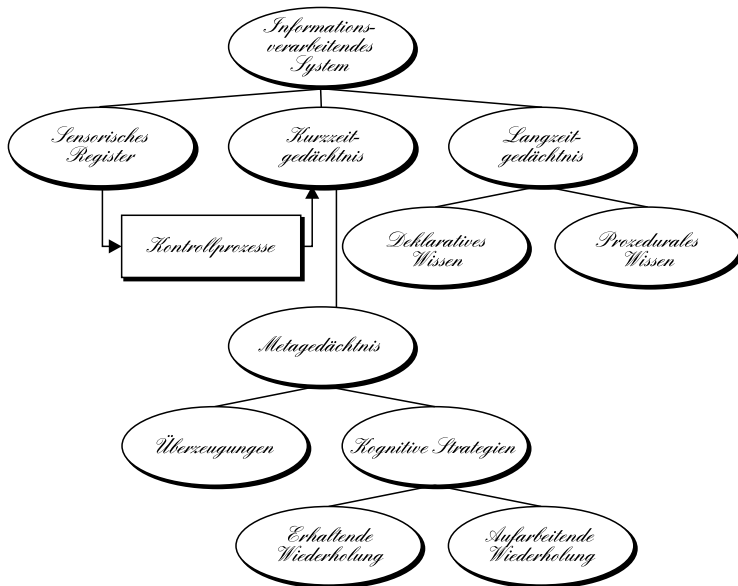 Informations-
verarbeitendes
System
Sensorisches
Register
Kurzzeit-
gedächtnis
Langzeit-
gedächtnis
Kontrollprozesse
Deklaratives
Wissen
Prozedurales
Wissen
Metagedächtnis
Überzeugungen
Kognitive Strategien
Erhaltende
Wiederholung
Aufarbeitende
Wiederholung